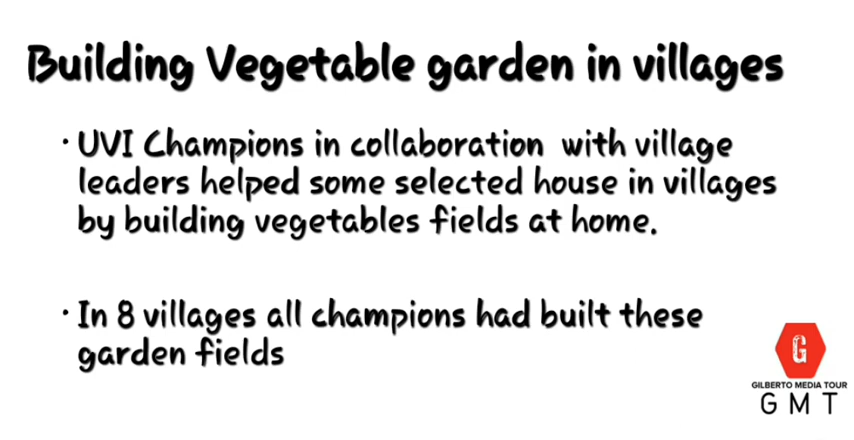 Building Vegetable garden in villages
· UVI Champions in collaboration with village
leaders helped some selected house in villages
by building vegetables fields at home.
· In 8 villages all champions had built these
garden fields
G
GILBERTO MEDIA TOUR
GMT